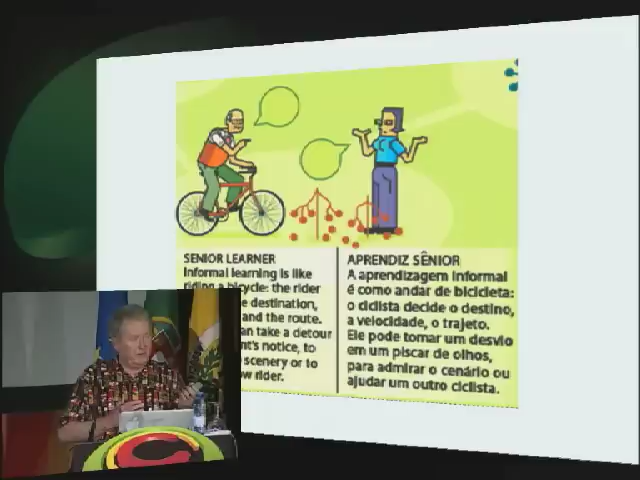 SENIOR LEARNER
Informal learning is like
riding a bicycle: the rider
e destination,
and the route.
an take a detour
nt's notice, to
scenery or to
ow rider.
APRENDIZ SÊNIOR
A aprendizagem informal
é como andar de bicicleta:
o ciclista decide o destino,
a velocidade, o trajeto.
Ele pode tomar um desvio
em um piscar de olhos,
para admirar o cenário ou
ajudar um outro ciclista.